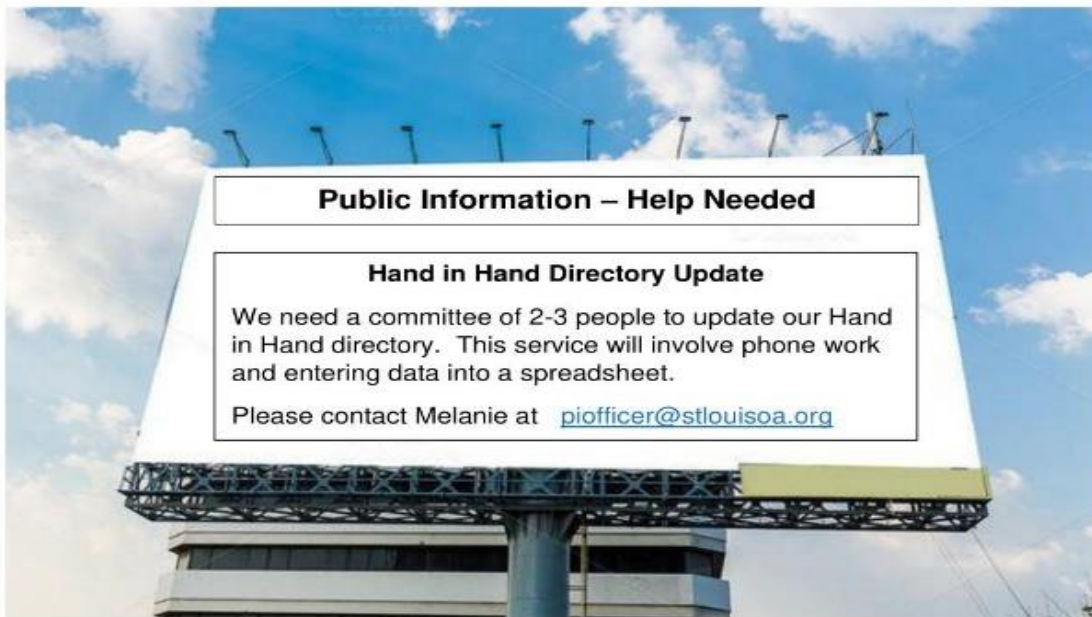 Public Information – Help Needed
Hand in Hand Directory Update
We need a committee of 2-3 people to update our Hand
in Hand directory.  This service will involve phone work
and entering data into a spreadsheet.
Please contact Melanie at   piofficer@stlouisoa.org